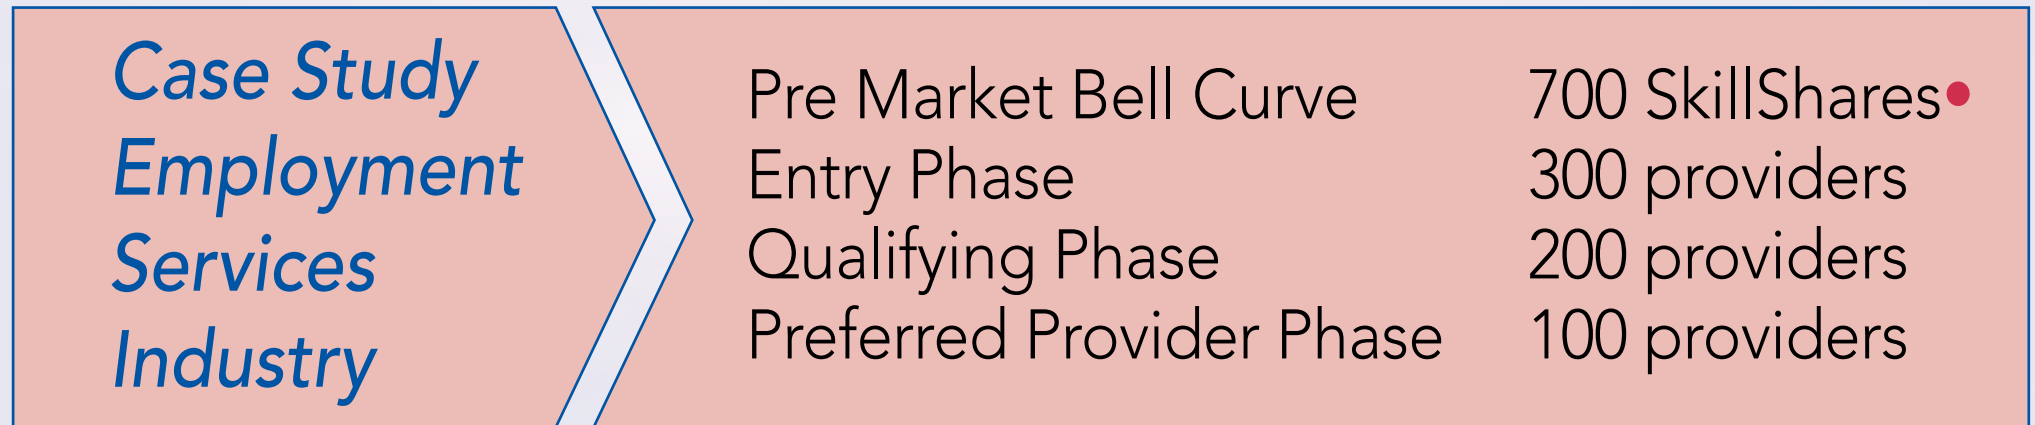 Case Study
Employment
Services
Industry
Pre Market Bell Curve 700 SkillShares•
Entry Phase 300 providers
Qualifying Phase 200 providers
Preferred Provider Phase 100 providers